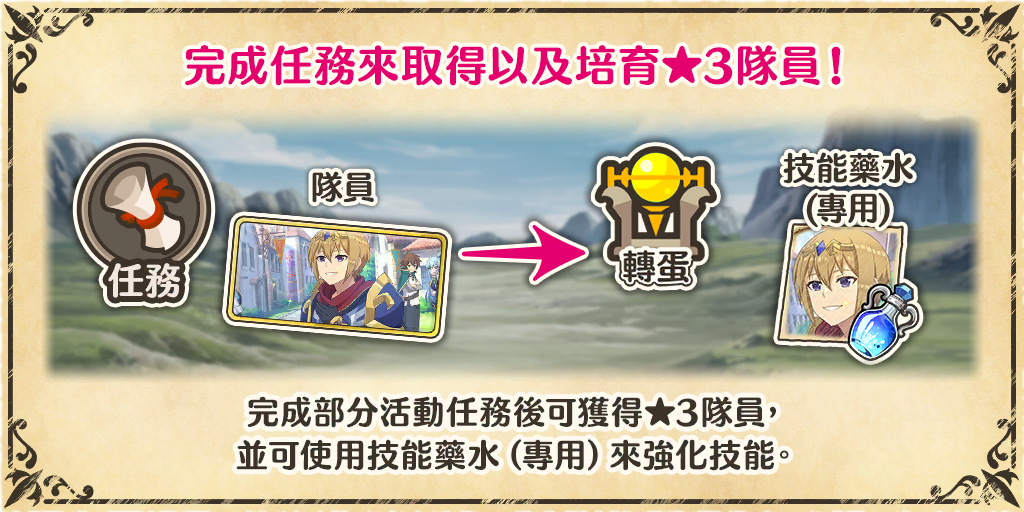 完成任務來取得以及培育★3隊員!
任務
隊員
轉蛋
技能藥水
(專用)
完成部分活動任務後可獲得★3隊員，
並可使用技能藥水(專用)來強化技能。